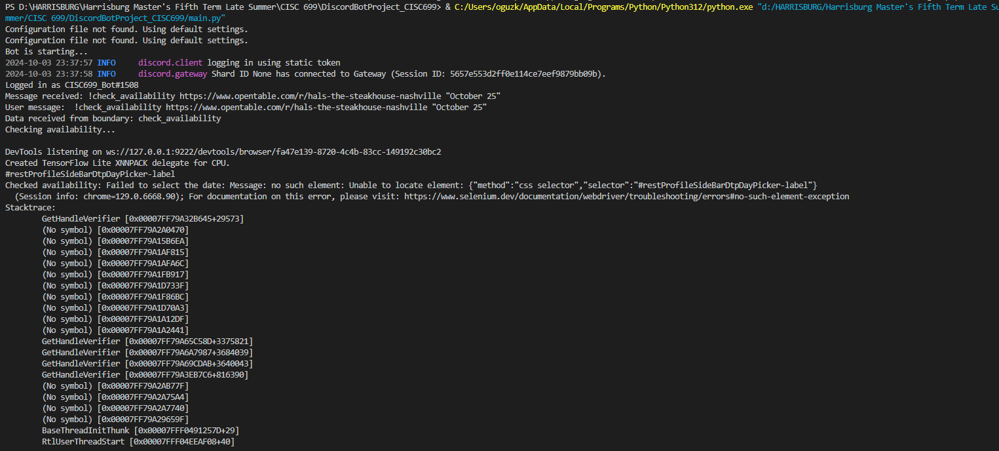 PS D:\HARRISBURG\Harrisburg Master's Fifth Term Late Summer\CISC 699\DiscordBotProject_CISC699> & C:/Users/oguzk/AppData/Local/Programs/Python/Python312/python.exe "d:/HARRISBURG/Harrisburg Master's Fifth Term Late Su
mmer/CISC 699/DiscordBotProject_CISC699/main.py"
Configuration file not found. Using default settings.
Configuration file not found. Using default settings.
Bot is starting...
2024-10-03 23:37:57 INFO     discord.client logging in using static token
2024-10-03 23:37:58 INFO     discord.gateway Shard ID None has connected to Gateway (Session ID: 5657e553d2ff0e114ce7eef9879bb09b).
Logged in as CISC699_Bot#1508
Message received: !check_availability https://www.opentable.com/r/hals-the-steakhouse-nashville "October 25"
User message:  !check_availability https://www.opentable.com/r/hals-the-steakhouse-nashville "October 25"
Data received from boundary: check_availability
Checking availability...

DevTools listening on ws://127.0.0.1:9222/devtools/browser/fa47e139-8720-4c4b-83cc-149192c30bc2
Created TensorFlow Lite XNNPACK delegate for CPU.
#restProfileSideBarDtpDayPicker-label
Checked availability: Failed to select the date: Message: no such element: Unable to locate element: {"method":"css selector","selector":"#restProfileSideBarDtpDayPicker-label"}
  (Session info: chrome=129.0.6668.90); For documentation on this error, please visit: https://www.selenium.dev/documentation/webdriver/troubleshooting/errors#no-such-element-exception
Stacktrace:
        GetHandleVerifier [0x00007FF79A32B645+29573]
        (No symbol) [0x00007FF79A2A0470]
        (No symbol) [0x00007FF79A15B6EA]
        (No symbol) [0x00007FF79A1AF815]
        (No symbol) [0x00007FF79A1AFA6C]
        (No symbol) [0x00007FF79A1FB917]
        (No symbol) [0x00007FF79A1D733F]
        (No symbol) [0x00007FF79A1F86BC]
        (No symbol) [0x00007FF79A1D70A3]
        (No symbol) [0x00007FF79A1A12DF]
        (No symbol) [0x00007FF79A1A2441]
        GetHandleVerifier [0x00007FF79A65C58D+3375821]
        GetHandleVerifier [0x00007FF79A6A7987+3684039]
        GetHandleVerifier [0x00007FF79A69CDAB+3640043]
        GetHandleVerifier [0x00007FF79A3EB7C6+816390]
        (No symbol) [0x00007FF79A2AB77F]
        (No symbol) [0x00007FF79A2A75A4]
        (No symbol) [0x00007FF79A2A7740]
        (No symbol) [0x00007FF79A29659F]
        BaseThreadInitThunk [0x00007FFF0491257D+29]
        RtlUserThreadStart [0x00007FFF04EEAF08+40]